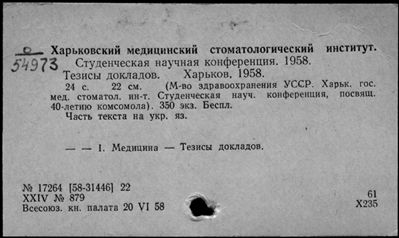 о
54973
Харьковский медицинский стоматологический институт.
Студенческая научная конференция. 1958.
Тезисы докладов. Харьков, 1958.
24 с. 22 см. (М-во здравоохранения УССР. Харьк. гос.
мед. стоматол. ин-т. Студенческая науч. конференция, посвящ.
40-летию комсомола). 350 экз. Беспл.
Часть текста на укр. яз.
— — 1. Медицина — Тезисы докладов.
№ 17264 [58-31446] 22
XXIV № 879
Всесоюз. кн. палата 20 VI 58
61
Х235